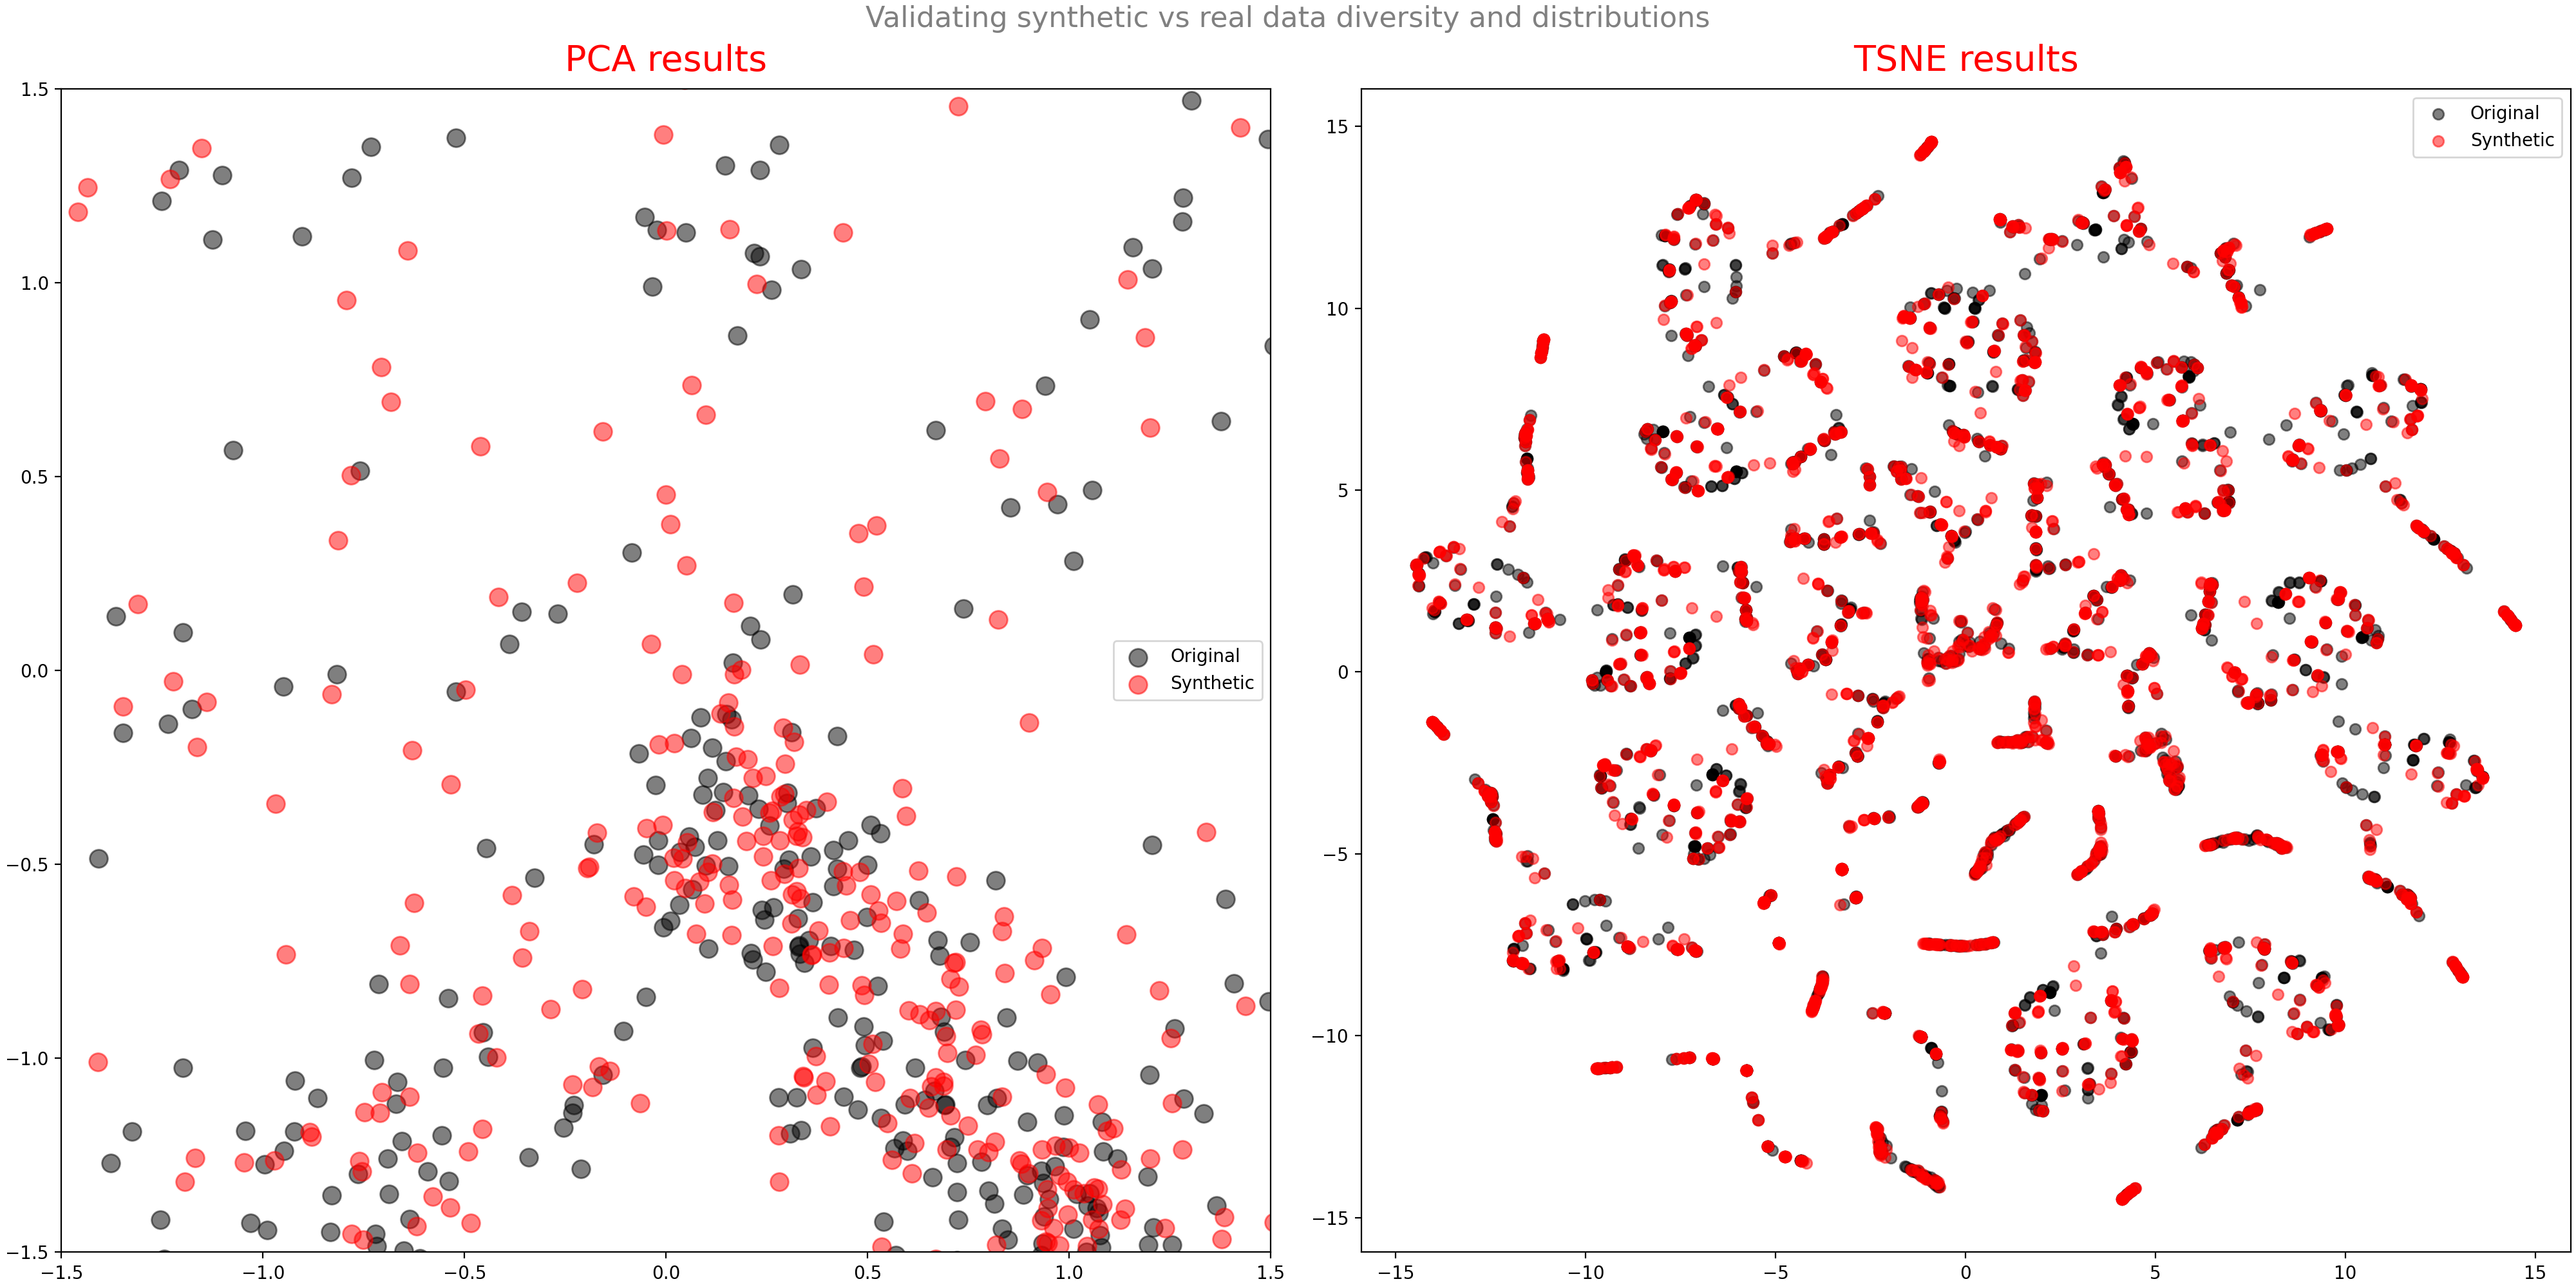 Validating synthetic vs real data diversity and distributions
PCA results
TSNE results
1.5
1.0
0.5
0.0
−0.5
−1.0
−1.5
−1.5 −1.0 −0.5 0.0 0.5 1.0 1.5
Original
Synthetic
15
10
5
0
−5
−10
−15
−15 −10 −5 0 5 10 15
Original
Synthetic